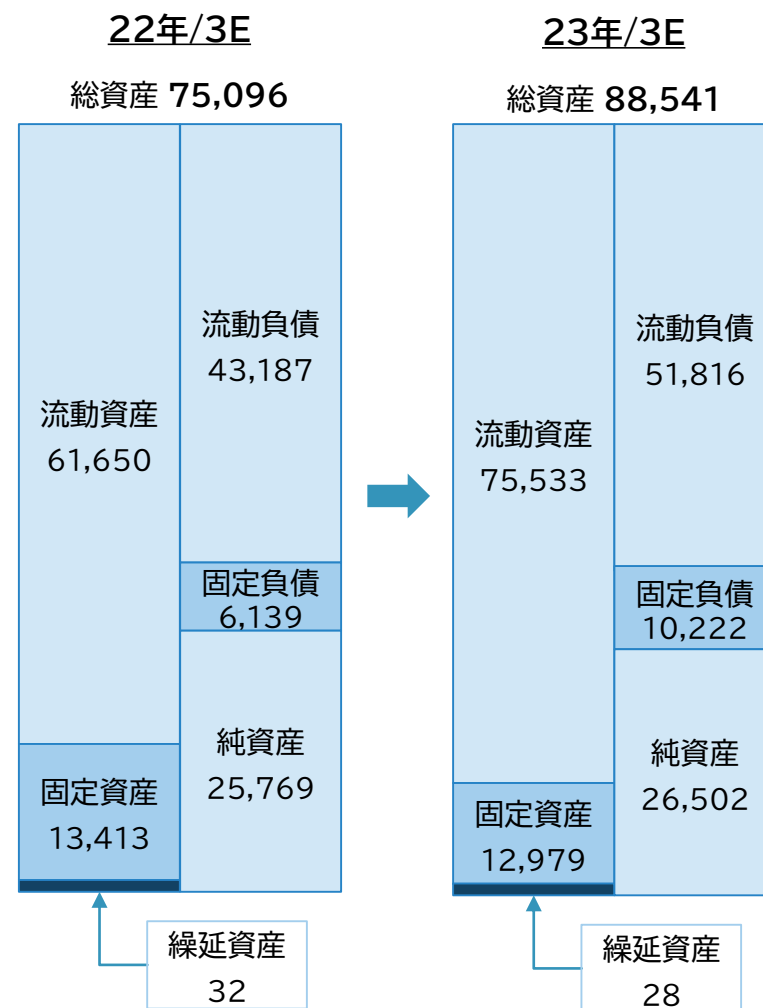 22年/3E
総資産 75,096
流動資産
61,650
固定資産
13,413
流動負債
43,187
固定負債
6,139
純資産
25,769
繰延資産
32
23年/3E
総資産 88,541
流動資産
75,533
固定資産
12,979
流動負債
51,816
固定負債
10,222
純資産
26,502
繰延資産
28